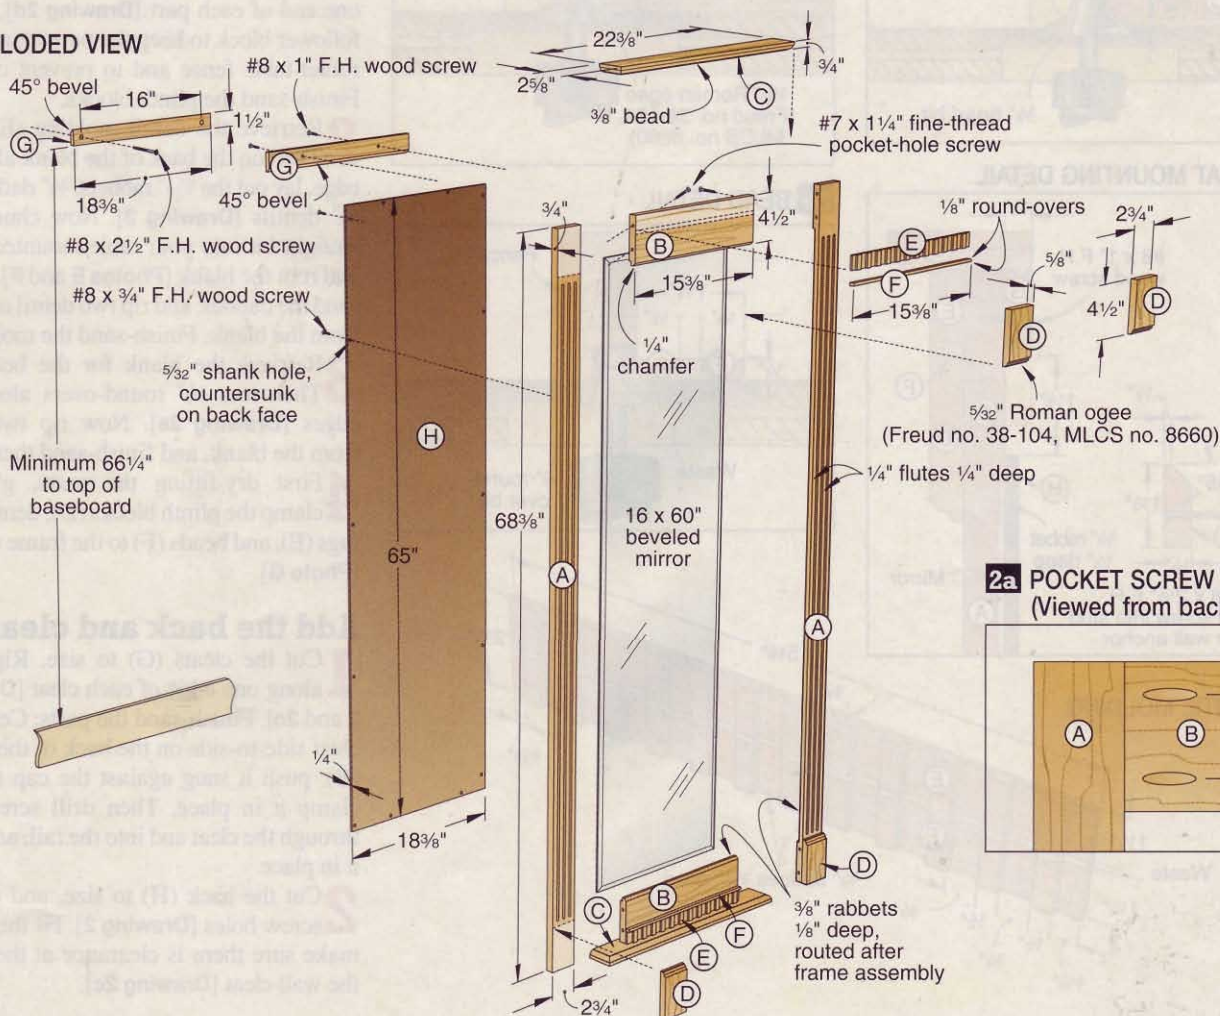 LODED VIEW
45° bevel
16"
1½"
G
18⅜"
#8 x 2½" F.H. wood screw
#8 x 1" F.H. wood screw
G
45° bevel
22⅜"
2⅝"
¾"
⅜" bead
C
#7 x 1¼" fine-thread
pocket-hole screw
#8 x ¾" F.H. wood screw
5⁄32" shank hole,
countersunk
on back face
H
65"
¼"
18⅜"
Minimum 66¼"
to top of
baseboard
¾"
68⅜"
A
2¾"
B
4½"
15⅜"
¼"
chamfer
16 x 60"
beveled
mirror
⅛" round-overs
E
F
15⅜"
2¾"
⅝"
4½"
D
D
5⁄32" Roman ogee
(Freud no. 38-104, MLCS no. 8660)
¼" flutes ¼" deep
A
D
⅜" rabbets
⅛" deep,
routed after
frame assembly
B
C
F
E
D
2a POCKET SCREW
(Viewed from bac
A
B